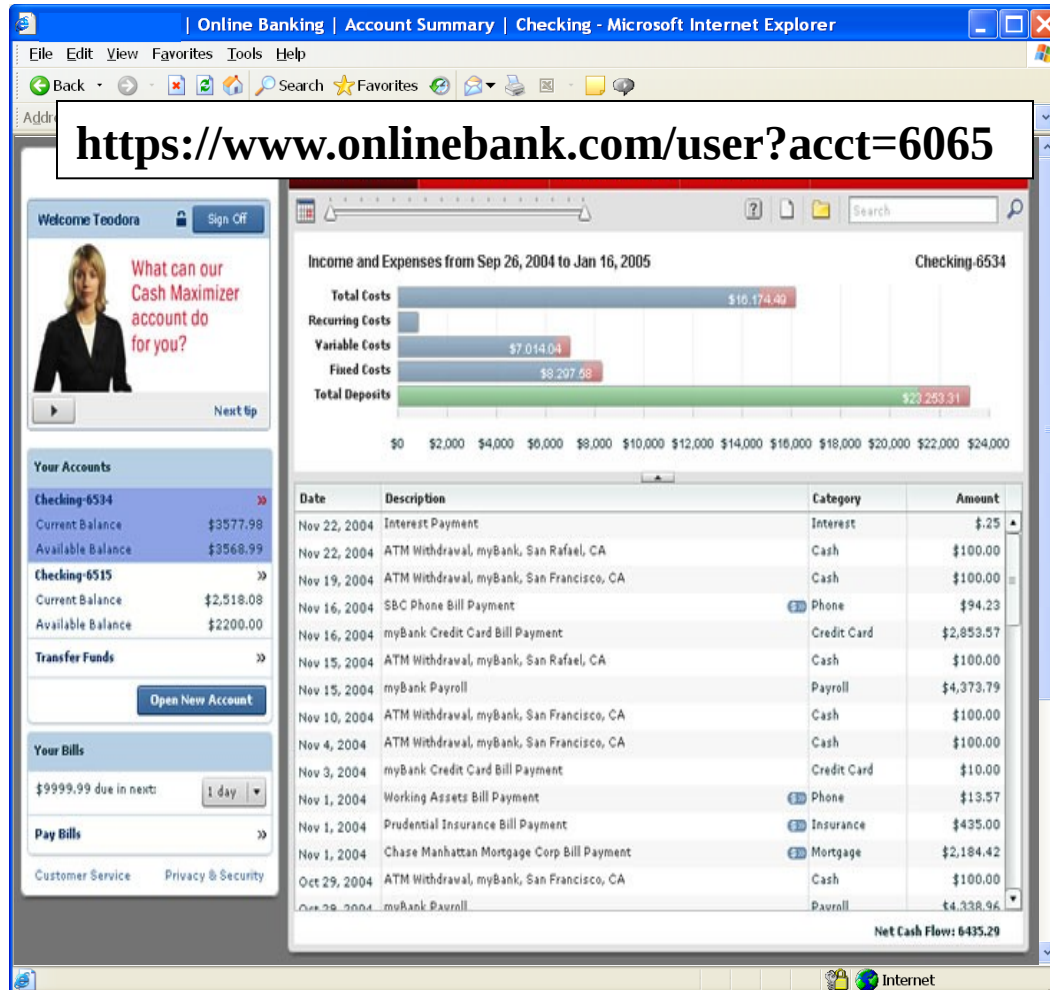 | Online Banking | Account Summary | Checking - Microsoft Internet Explorer
File Edit View Favorites Tools Help
Back Search Favorites
https://www.onlinebank.com/user?acct=6065
Welcome Teodora Sign Off
What can our
Cash Maximizer
account do
for you?
Next tip
Your Accounts
Checking-6534 »
Current Balance $3577.98
Available Balance $3568.99
Checking-6515 »
Current Balance $2,518.08
Available Balance $2200.00
Transfer Funds »
Open New Account
Your Bills
$9999.99 due in next: 1 day
Pay Bills »
Customer Service Privacy & Security
? Search
Income and Expenses from Sep 26, 2004 to Jan 16, 2005 Checking-6534
Total Costs $16,174.49
Recurring Costs
Variable Costs $7,014.04
Fixed Costs $8,297.58
Total Deposits $23,253.31
$0 $2,000 $4,000 $6,000 $8,000 $10,000 $12,000 $14,000 $16,000 $18,000 $20,000 $22,000 $24,000
Date Description Category Amount
Nov 22, 2004 Interest Payment Interest $.25
Nov 22, 2004 ATM Withdrawal, myBank, San Rafael, CA Cash $100.00
Nov 19, 2004 ATM Withdrawal, myBank, San Francisco, CA Cash $100.00
Nov 16, 2004 SBC Phone Bill Payment Phone $94.23
Nov 16, 2004 myBank Credit Card Bill Payment Credit Card $2,853.57
Nov 15, 2004 ATM Withdrawal, myBank, San Rafael, CA Cash $100.00
Nov 15, 2004 myBank Payroll Payroll $4,373.79
Nov 10, 2004 ATM Withdrawal, myBank, San Francisco, CA Cash $100.00
Nov 4, 2004 ATM Withdrawal, myBank, San Francisco, CA Cash $100.00
Nov 3, 2004 myBank Credit Card Bill Payment Credit Card $10.00
Nov 1, 2004 Working Assets Bill Payment Phone $13.57
Nov 1, 2004 Prudential Insurance Bill Payment Insurance $435.00
Nov 1, 2004 Chase Manhattan Mortgage Corp Bill Payment Mortgage $2,184.42
Oct 29, 2004 ATM Withdrawal, myBank, San Francisco, CA Cash $100.00
Oct 29, 2004 myBank Payroll Payroll $4,338.96
Net Cash Flow: 6435.29
Internet